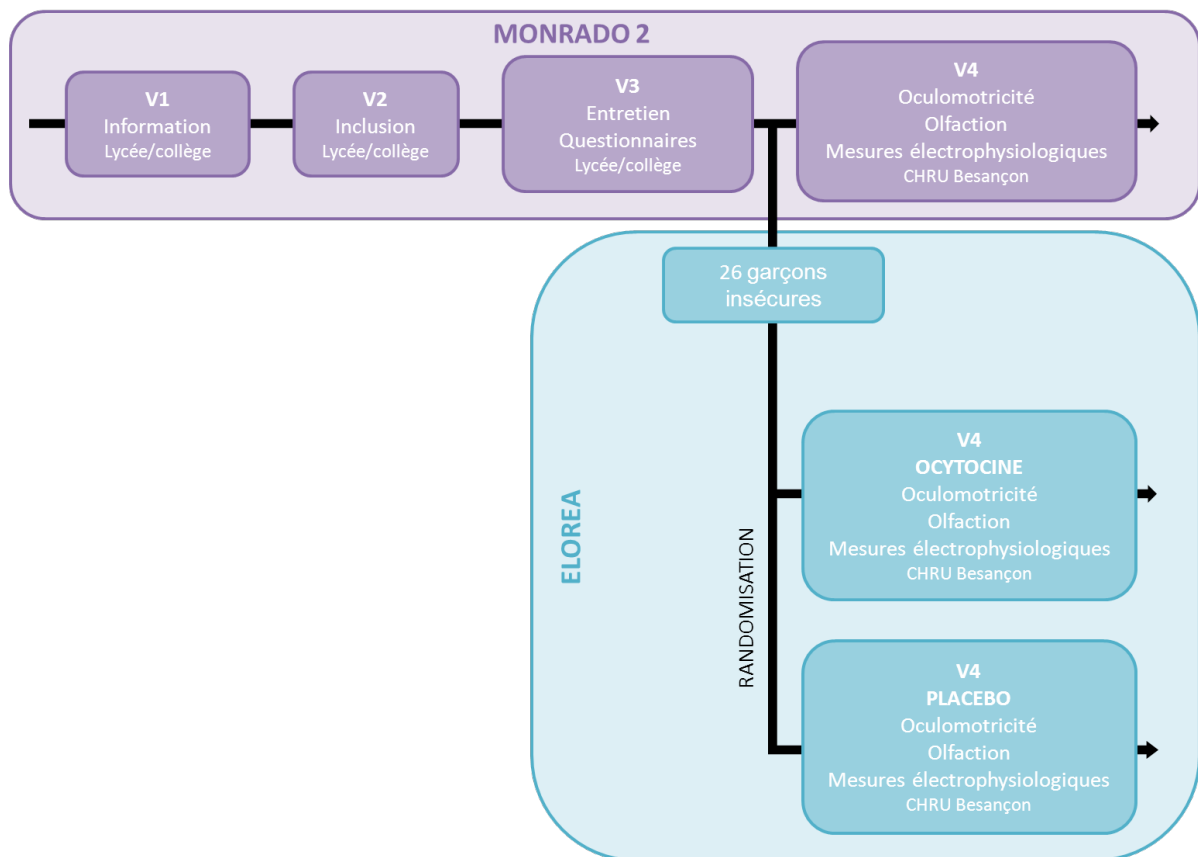 MONRADO 2
V1
Information
Lycée/collège
V2
Inclusion
Lycée/collège
V3
Entretien
Questionnaires
Lycée/collège
V4
Oculomotricité
Olfaction
Mesures électrophysiologiques
CHRU Besançon
26 garçons
insécures
ELOREA
RANDOMISATION
V4
OCYTOCINE
Oculomotricité
Olfaction
Mesures électrophysiologiques
CHRU Besançon
V4
PLACEBO
Oculomotricité
Olfaction
Mesures électrophysiologiques
CHRU Besançon